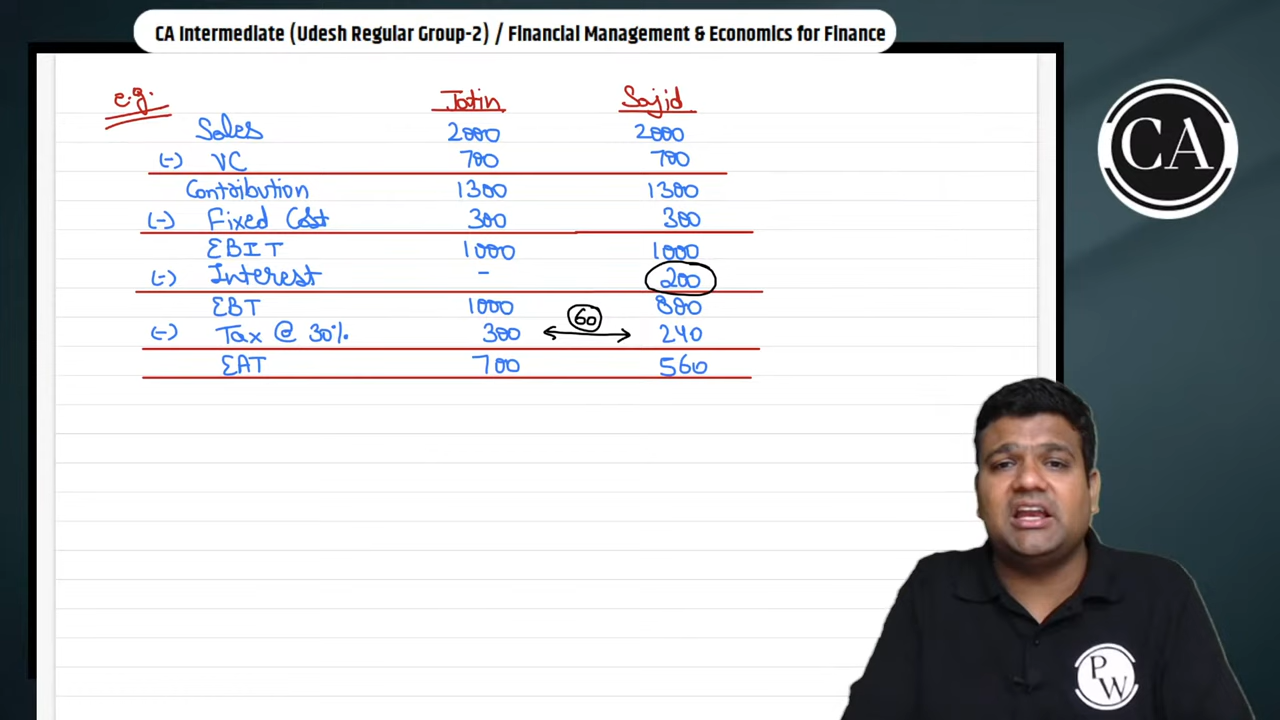 CA Intermediate (Udesh Regular Group-2) / Financial Management & Economics for Finance
e.g. Jatin Sajid
Sales 2000 2000
(-) VC 700 700
Contribution 1300 1300
(-) Fixed Cost 300 300
EBIT 1000 1000
(-) Interest - 200
EBT 1000 800
60
(-) Tax @ 30% 300 240
EAT 700 560
CA
PW